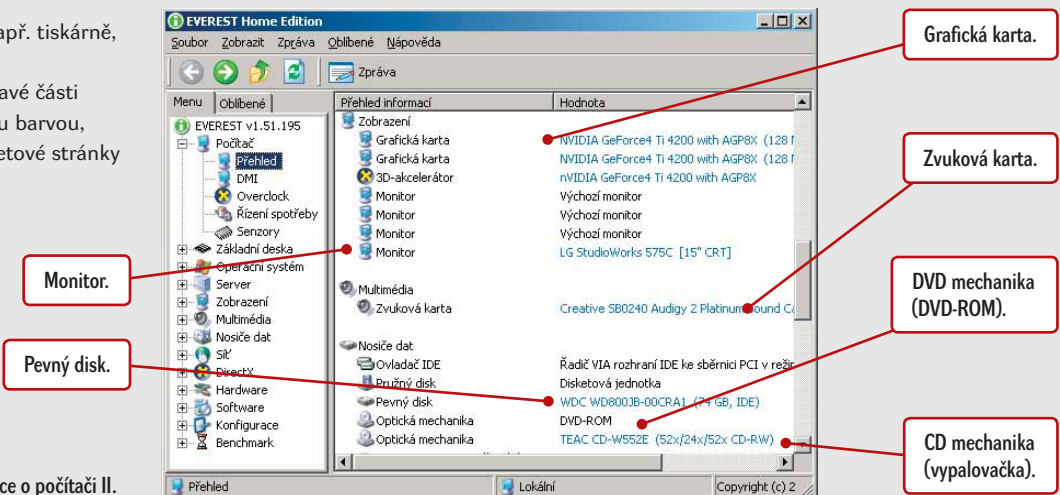 apř. tiskárně,
avé části
u barvou,
etové stránky
EVEREST Home Edition
Soubor Zobrazit Zpráva Oblíbené Nápověda
Zpráva
Menu Oblíbené
EVEREST v1.51.195
Počítač
Přehled
DMI
Overclock
Řízení spotřeby
Senzory
Základní deska
Operační systém
Server
Zobrazení
Multimédia
Nosiče dat
Síť
DirectX
Hardware
Software
Konfigurace
Benchmark
Přehled informací Hodnota
Zobrazení
Grafická karta NVIDIA GeForce4 Ti 4200 with AGP8X (128 M
Grafická karta NVIDIA GeForce4 Ti 4200 with AGP8X (128 M
3D-akcelerátor nVIDIA GeForce4 Ti 4200 with AGP8X
Monitor Výchozí monitor
Monitor Výchozí monitor
Monitor Výchozí monitor
Monitor LG StudioWorks 575C [15" CRT]
Multimédia
Zvuková karta Creative SB0240 Audigy 2 Platinum Sound Ca
Nosiče dat
Ovladač IDE Řadič VIA rozhraní IDE ke sběrnici PCI v režim
Pružný disk Disketová jednotka
Pevný disk WDC WD800JB-00CRA1 (74 GB, IDE)
Optická mechanika DVD-ROM
Optická mechanika TEAC CD-W552E (52x/24x/52x CD-RW)
Přehled Lokální Copyright (c) 2
Monitor.
Pevný disk.
Grafická karta.
Zvuková karta.
DVD mechanika
(DVD-ROM).
CD mechanika
(vypalovačka).
ce o počítači II.